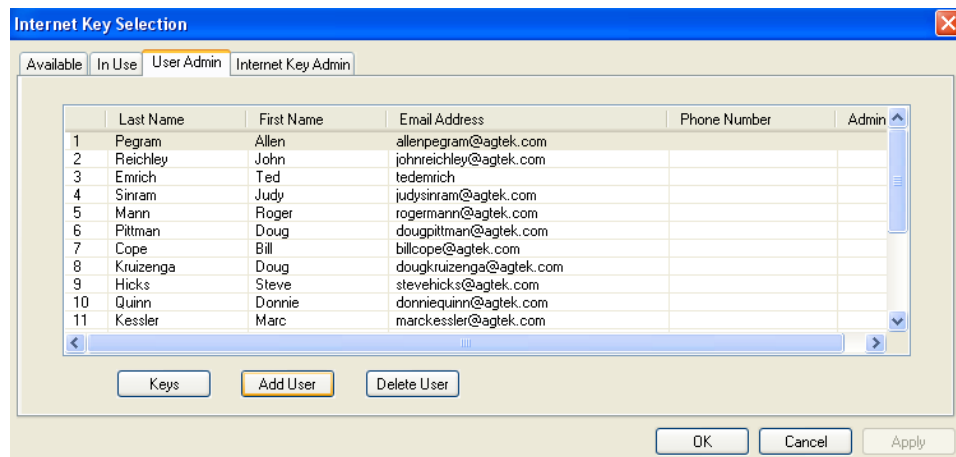 Internet Key Selection
Available In Use User Admin Internet Key Admin
Last Name First Name Email Address Phone Number Admin
1 Pegram Allen allenpegram@agtek.com
2 Reichley John johnreichley@agtek.com
3 Emrich Ted tedemrich
4 Sinram Judy judysinram@agtek.com
5 Mann Roger rogermann@agtek.com
6 Pittman Doug dougpittman@agtek.com
7 Cope Bill billcope@agtek.com
8 Kruizenga Doug dougkruizenga@agtek.com
9 Hicks Steve stevehicks@agtek.com
10 Quinn Donnie donniequinn@agtek.com
11 Kessler Marc marckessler@agtek.com
Keys Add User Delete User
OK Cancel Apply